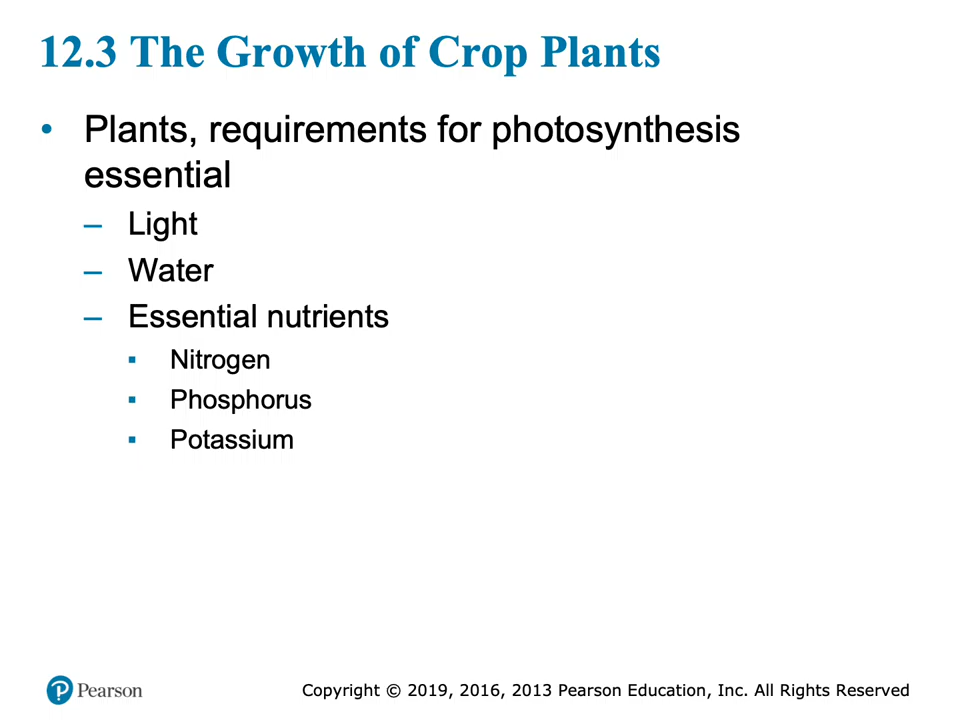 12.3 The Growth of Crop Plants
• Plants, requirements for photosynthesis
essential
– Light
– Water
– Essential nutrients
▪ Nitrogen
▪ Phosphorus
▪ Potassium
Pearson
Copyright © 2019, 2016, 2013 Pearson Education, Inc. All Rights Reserved